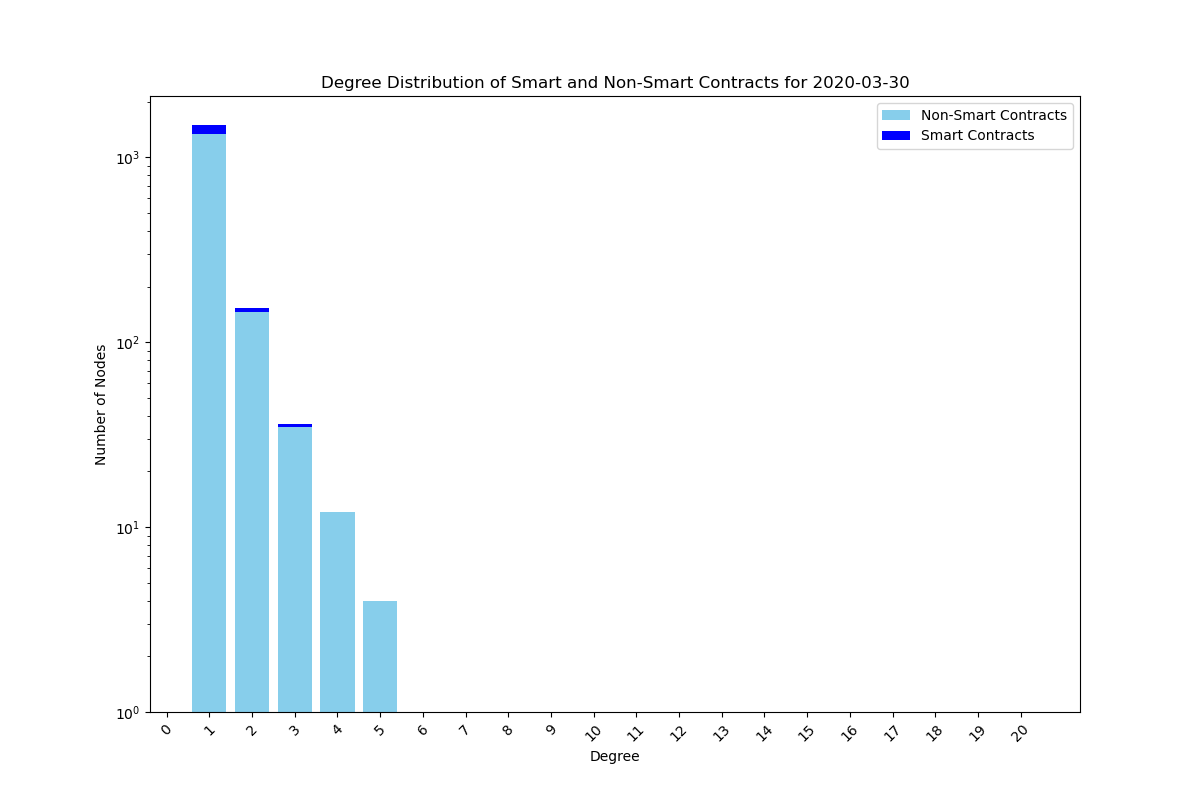 Degree Distribution of Smart and Non-Smart Contracts for 2020-03-30
Non-Smart Contracts
Smart Contracts
10³
10²
10¹
10⁰
Number of Nodes
0 1 2 3 4 5 6 7 8 9 10 11 12 13 14 15 16 17 18 19 20
Degree